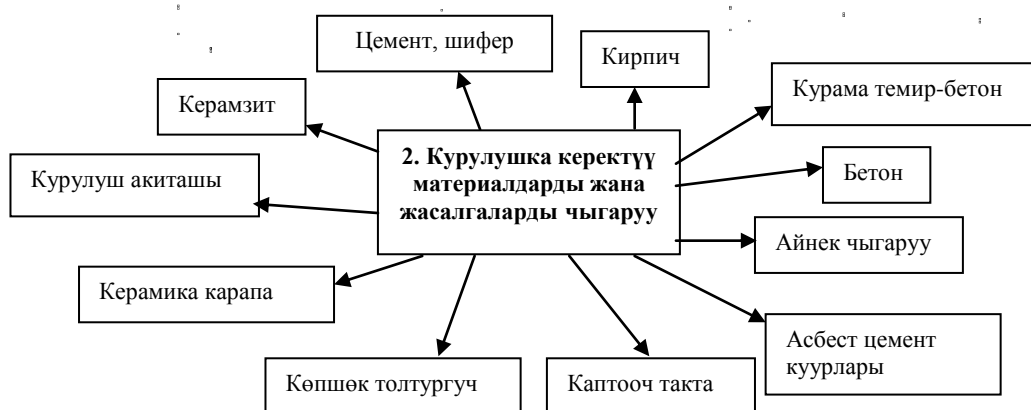 Цемент, шифер
Кирпич
Курама темир-бетон
Керамзит
2. Курулушка керектүү
материалдарды жана
жасалгаларды чыгаруу
Бетон
Курулуш акиташы
Айнек чыгаруу
Керамика карапа
Асбест цемент
куурлары
Көпшөк толтургуч
Каптооч такта